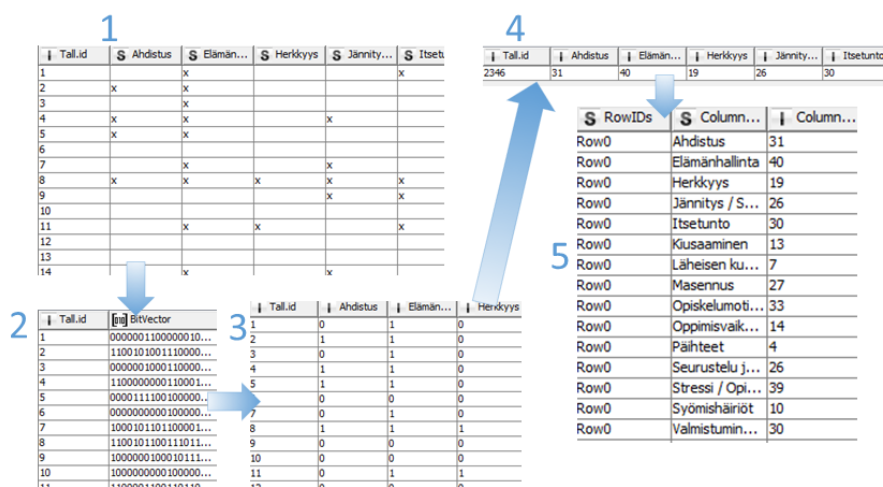 1
I Tall.id S Ahdistus S Elämän... S Herkkyys S Jännity... S Itsetu
1 x x
2 x x
3 x
4 x x x
5 x x
6
7 x x
8 x x x x x
9 x x
10
11 x x x
12
13
14 x x
2
I Tall.id [010] BitVector
1 0000001100000010...
2 1100101001110000...
3 0000001000110000...
4 1100000000110001...
5 0000111100100000...
6 0000000000100000...
7 1000101101100001...
8 1100101100111011...
9 1000000100010111...
10 1000000000100000...
11 1100001100110110
3
I Tall.id I Ahdistus I Elämän... I Herkkyys
1 0 1 0
2 1 1 0
3 0 1 0
4 1 1 0
5 1 1 0
0 0 0
7 0 1 0
8 1 1 1
9 0 0 0
10 0 0 0
11 0 1 1
12 0 0 0
4
I Tall.id I Ahdistus I Elämän... I Herkkyys I Jännity... I Itsetunto
2346 31 40 19 26 30
5
S RowIDs S Column... I Column...
Row0 Ahdistus 31
Row0 Elämänhallinta 40
Row0 Herkkyys 19
Row0 Jännitys / S... 26
Row0 Itsetunto 30
Row0 Kiusaaminen 13
Row0 Läheisen ku... 7
Row0 Masennus 27
Row0 Opiskelumoti... 33
Row0 Oppimisvaik... 14
Row0 Päihteet 4
Row0 Seurustelu j... 26
Row0 Stressi / Opi... 39
Row0 Syömishäiriöt 10
Row0 Valmistumin... 30